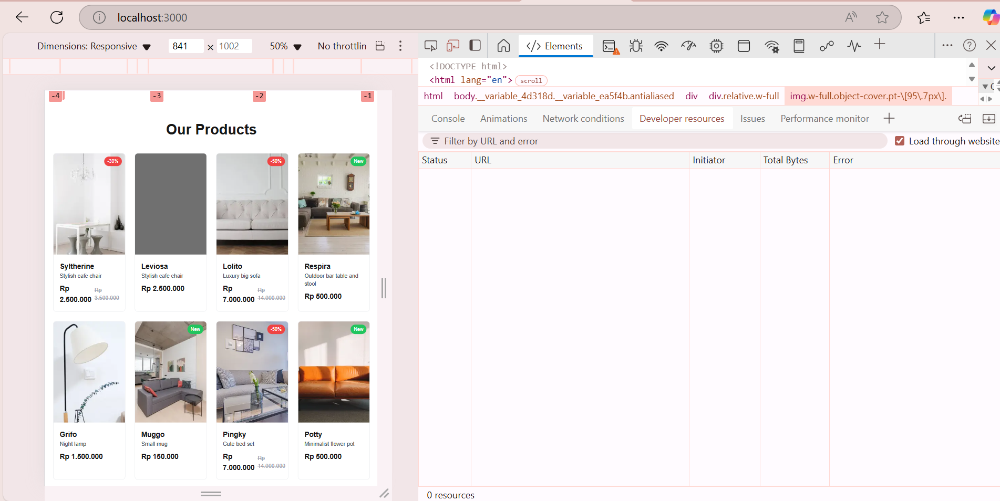 localhost:3000
Dimensions: Responsive 841 × 1002 50% No throttlin
Elements
<!DOCTYPE html>
<html lang="en"> scroll
html body.__variable_4d318d.__variable_ea5f4b.antialiased div div.relative.w-full img.w-full.object-cover.pt-\[95\.7px\].
Console Animations Network conditions Developer resources Issues Performance monitor
Filter by URL and error Load through website
Status URL Initiator Total Bytes Error
0 resources
-4 -3 -2 -1
Our Products
-30% -50% New
Syltherine Leviosa Lolito Respira
Stylish cafe chair Stylish cafe chair Luxury big sofa Outdoor bar table and
stool
Rp
2.500.000 Rp
3.500.000
Rp 2.500.000
Rp
7.000.000 Rp
14.000.000
Rp 500.000
New -50% New
Grifo Muggo Pingky Potty
Night lamp Small mug Cute bed set Minimalist flower pot
Rp 1.500.000 Rp 150.000
Rp
7.000.000 Rp
14.000.000
Rp 500.000